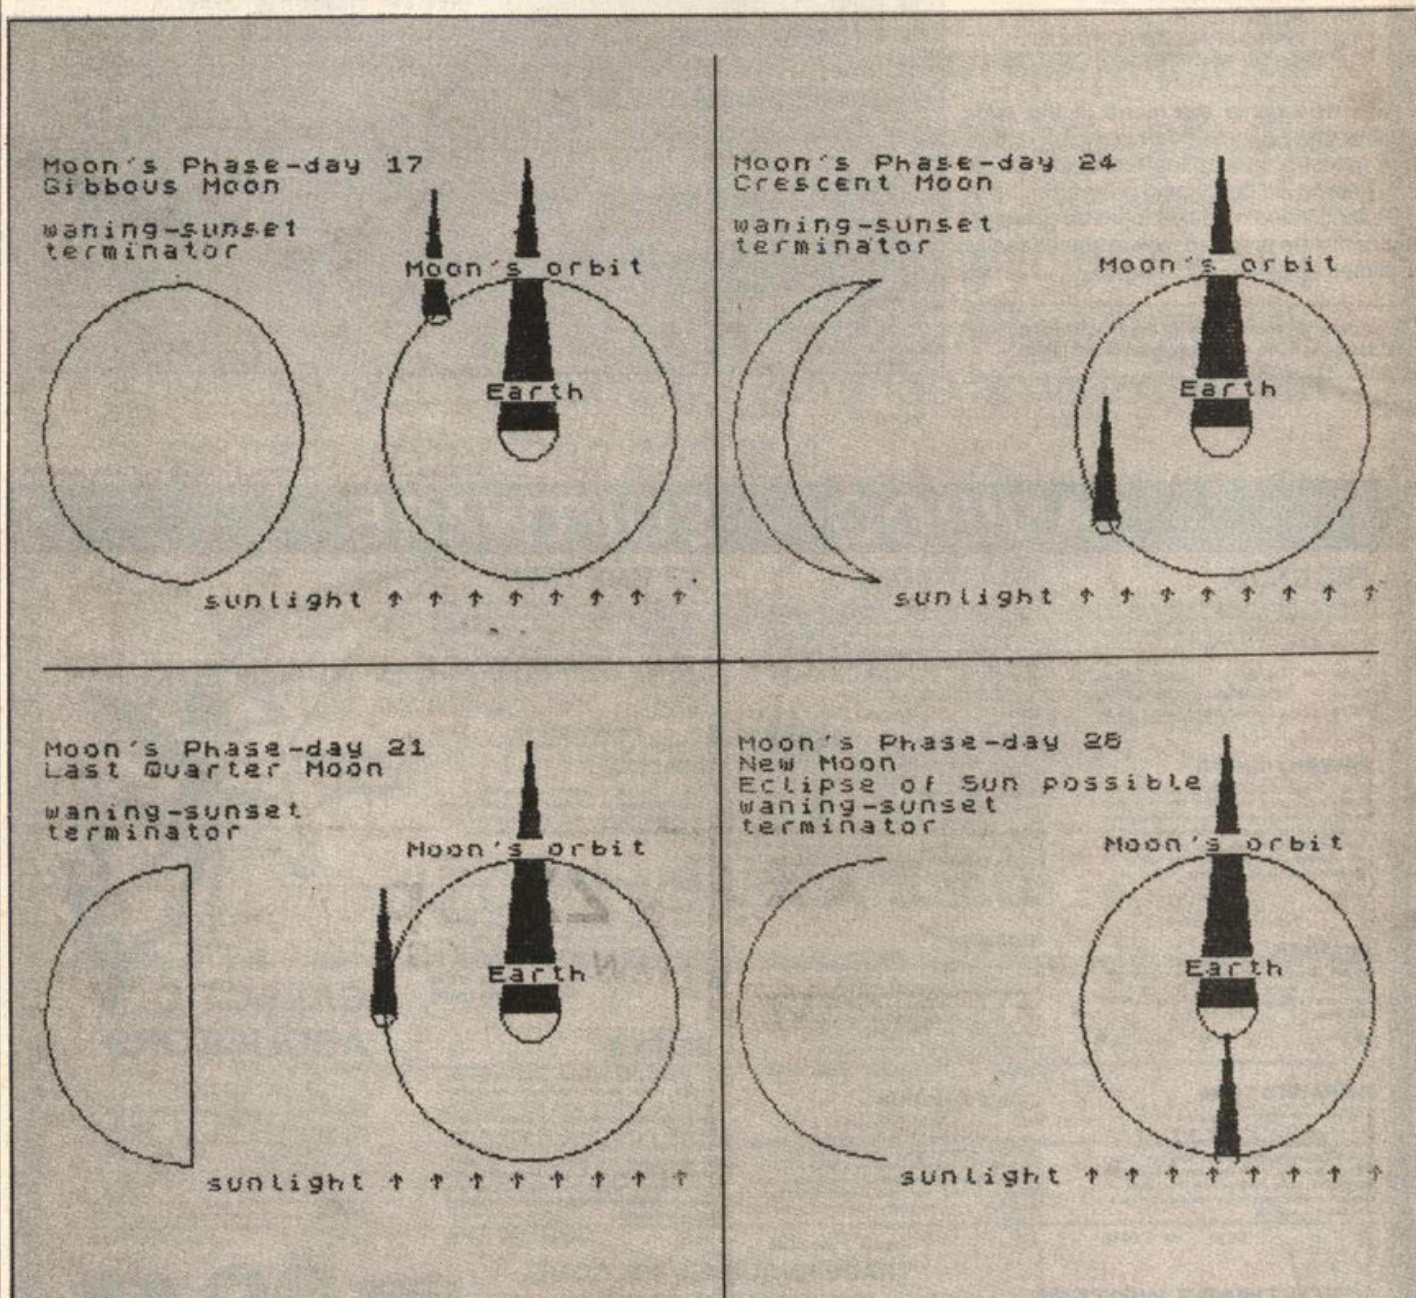 Moon's Phase-day 17
Gibbous Moon
waning-sunset
terminator
Moon's orbit
Earth
sunlight ↑ ↑ ↑ ↑ ↑ ↑ ↑ ↑
Moon's Phase-day 24
Crescent Moon
waning-sunset
terminator
Moon's orbit
Earth
sunlight ↑ ↑ ↑ ↑ ↑ ↑ ↑ ↑
Moon's Phase-day 21
Last Quarter Moon
waning-sunset
terminator
Moon's orbit
Earth
sunlight ↑ ↑ ↑ ↑ ↑ ↑ ↑ ↑
Moon's Phase-day 28
New Moon
Eclipse of Sun possible
waning-sunset
terminator
Moon's orbit
Earth
sunlight ↑ ↑ ↑ ↑ ↑ ↑ ↑ ↑